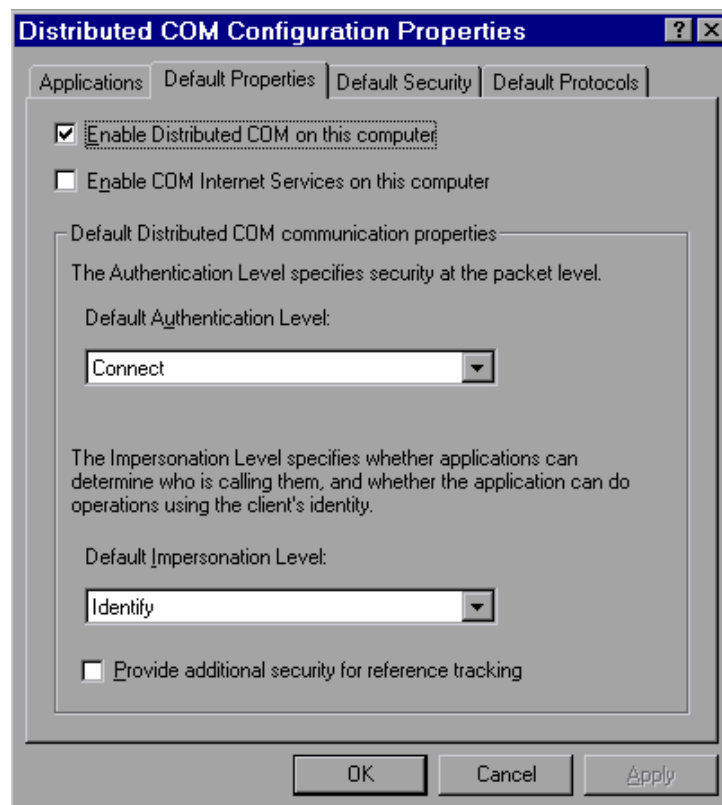 Distributed COM Configuration Properties
Applications
Default Properties
Default Security
Default Protocols
Enable Distributed COM on this computer
Enable COM Internet Services on this computer
Default Distributed COM communication properties
The Authentication Level specifies security at the packet level.
Default Authentication Level:
Connect
The Impersonation Level specifies whether applications can
determine who is calling them, and whether the application can do
operations using the client's identity.
Default Impersonation Level:
Identify
Provide additional security for reference tracking
OK
Cancel
Apply